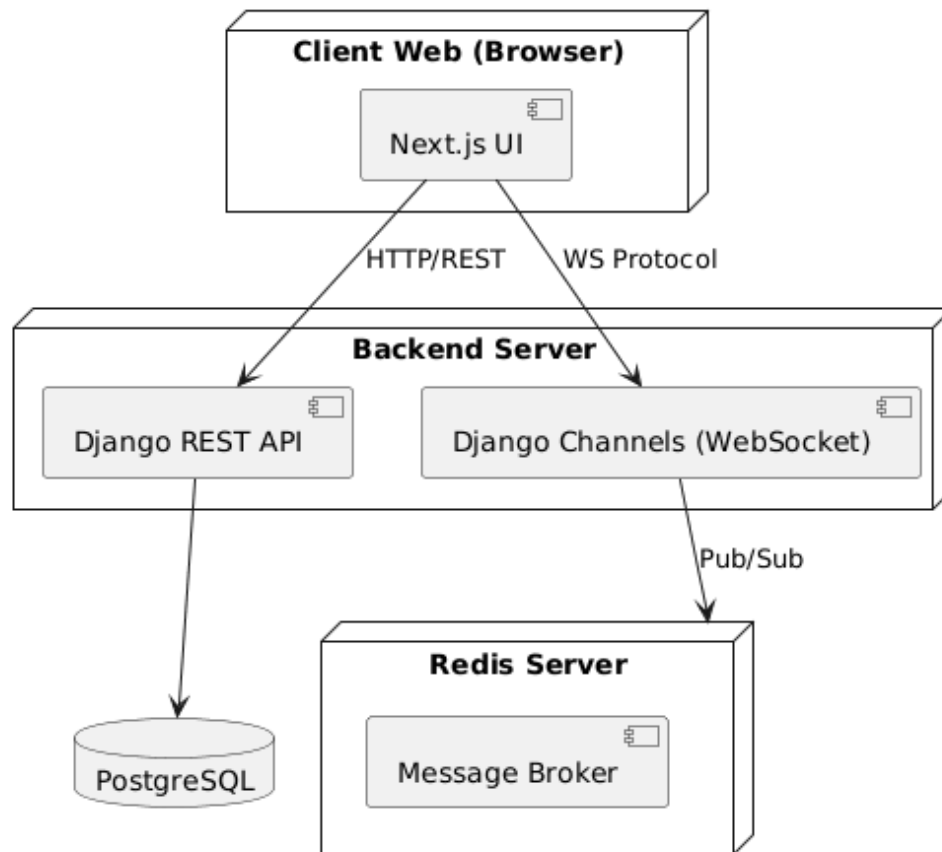 Client Web (Browser)
Next.js UI
HTTP/REST
WS Protocol
Backend Server
Django REST API
Django Channels (WebSocket)
Pub/Sub
Redis Server
Message Broker
PostgreSQL